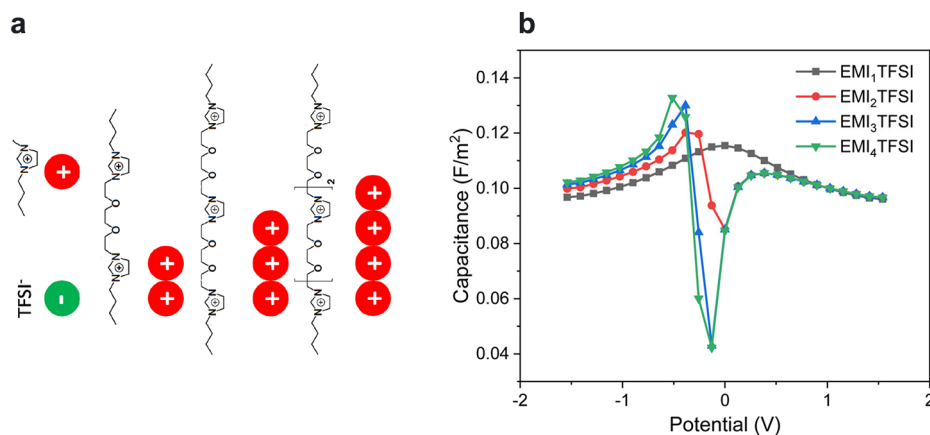 a
b
TFSI⁻
N
N
+
-
+
N
N
+
O
O
N
N
+
+
+
N
N
+
O
O
N
N
+
O
O
N
N
+
+
+
+
N
N
+
O
O
2
N
N
+
O
O
N
N
+
+
+
+
+
EMI₁TFSI
EMI₂TFSI
EMI₃TFSI
EMI₄TFSI
Capacitance (F/m²)
0.14
0.12
0.10
0.08
0.06
0.04
-2
-1
0
1
2
Potential (V)